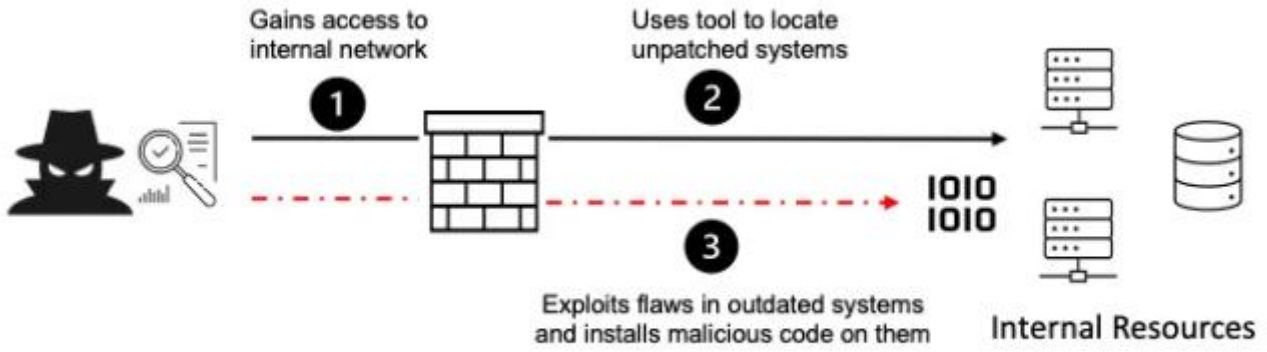 Gains access to
internal network
1
Uses tool to locate
unpatched systems
2
1010
1010
3
Exploits flaws in outdated systems
and installs malicious code on them
Internal Resources